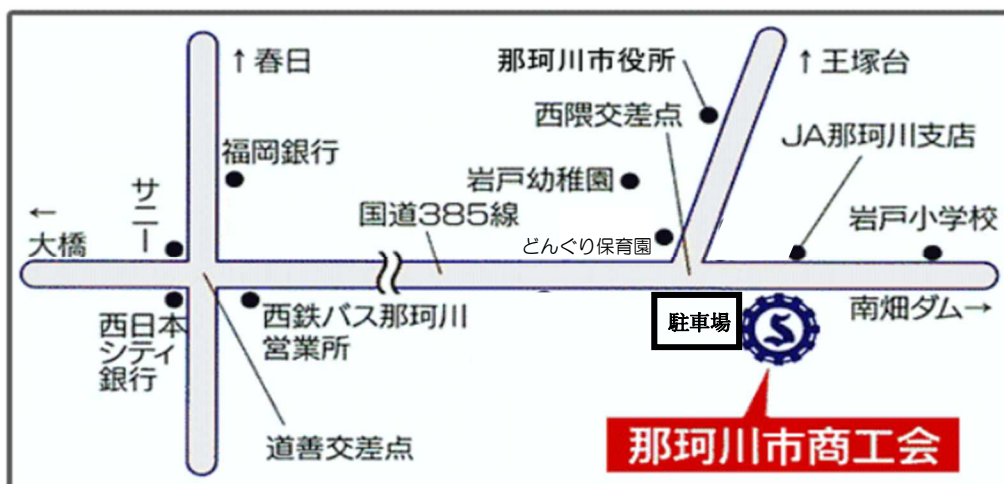 ↑春日
那珂川市役所
↑王塚台
西隈交差点
JA那珂川支店
福岡銀行
岩戸幼稚園
サニー
国道385線
岩戸小学校
←
大橋
どんぐり保育園
西日本
シティ
銀行
西鉄バス那珂川
営業所
駐車場
S
南畑ダム→
道善交差点
那珂川市商工会